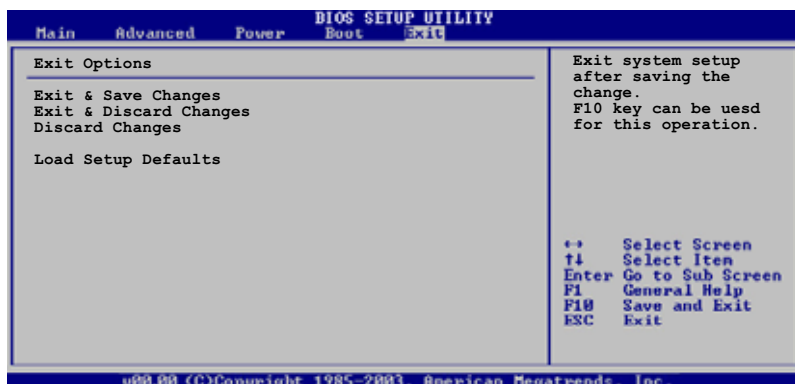 BIOS SETUP UTILITY
Main Advanced Power Boot Exit
Exit Options
Exit & Save Changes
Exit & Discard Changes
Discard Changes
Load Setup Defaults
Exit system setup
after saving the
change.
F10 key can be uesd
for this operation.
↔ Select Screen
↑↓ Select Item
Enter Go to Sub Screen
F1 General Help
F10 Save and Exit
ESC Exit
v00.00 (C)Copyright 1985-2003, American Megatrends, Inc.